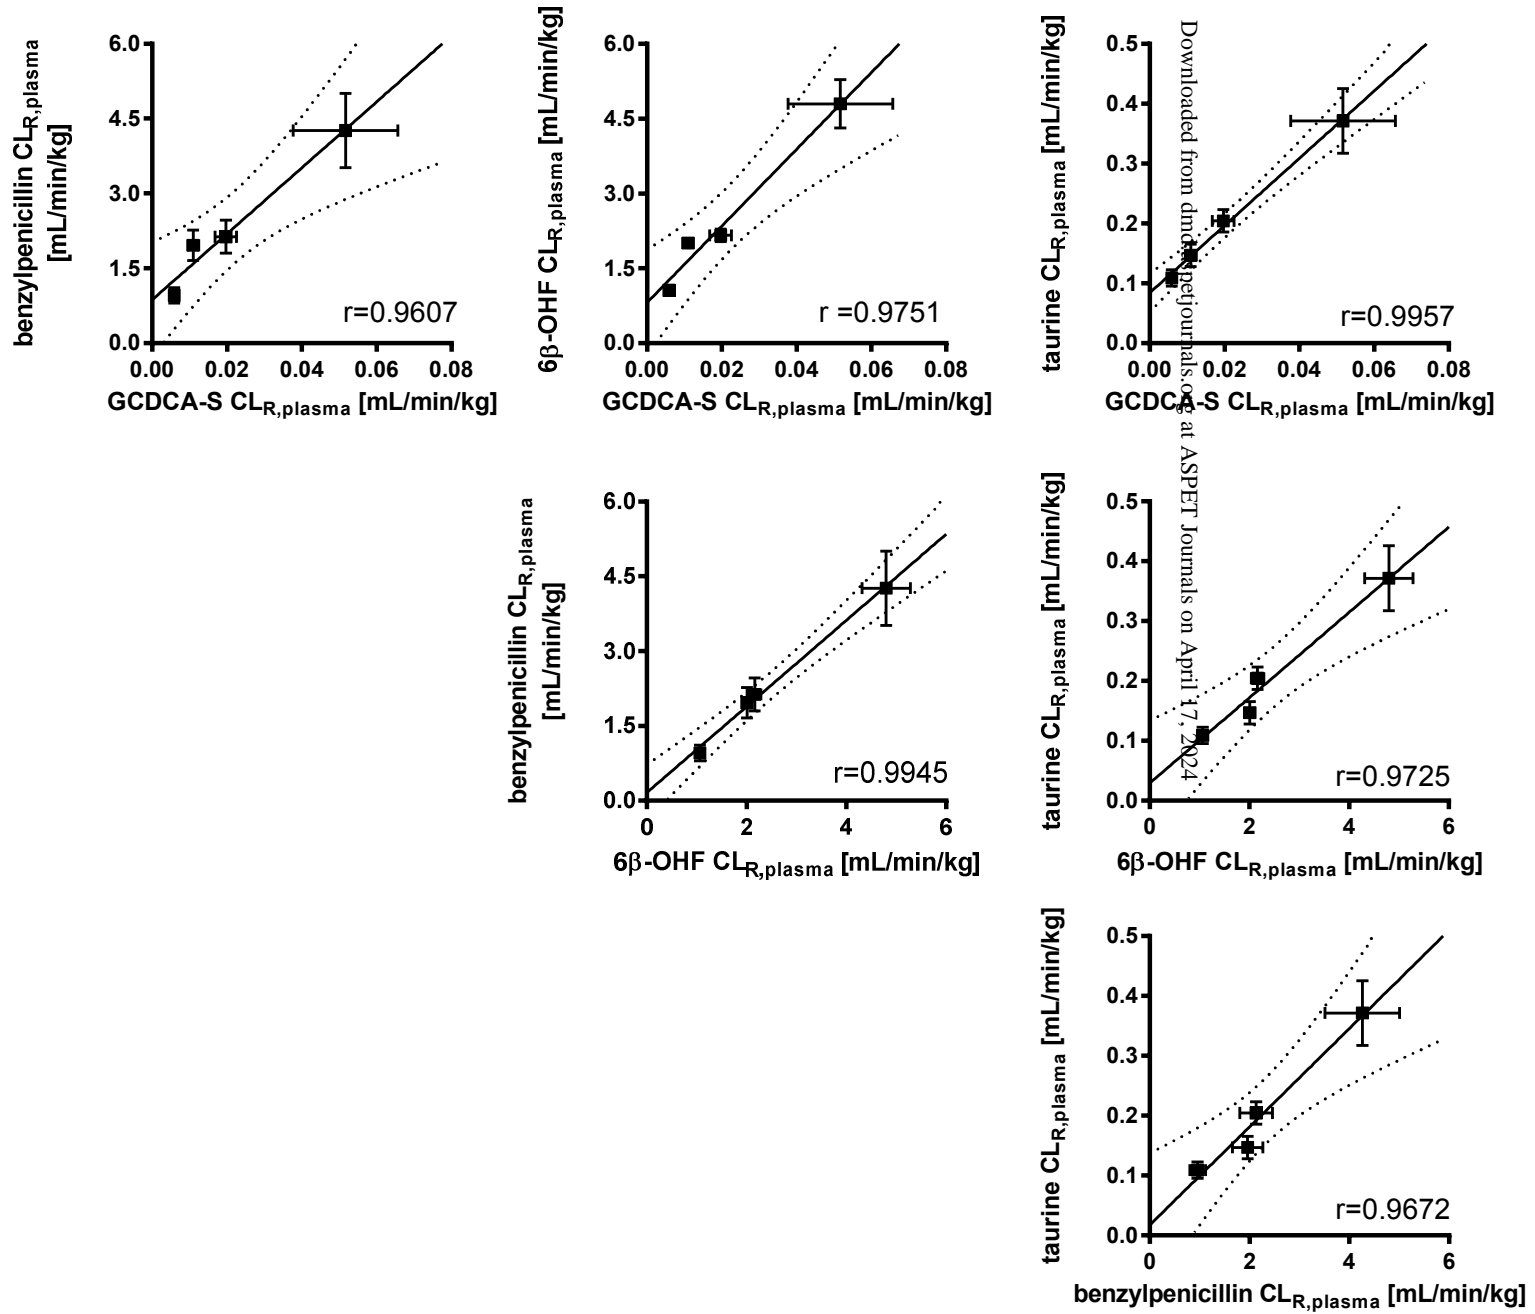 benzylpenicillin CLR,plasma
[mL/min/kg]
6.0
4.5
3.0
1.5
0.0
r=0.9607
0.00 0.02 0.04 0.06 0.08
GCDCA-S CLR,plasma [mL/min/kg]
6β-OHF CLR,plasma [mL/min/kg]
6.0
4.5
3.0
1.5
0.0
r =0.9751
0.00 0.02 0.04 0.06 0.08
GCDCA-S CLR,plasma [mL/min/kg]
taurine CLR,plasma [mL/min/kg]
0.5
0.4
0.3
0.2
0.1
0.0
r=0.9957
0.00 0.02 0.04 0.06 0.08
GCDCA-S CLR,plasma [mL/min/kg]
Downloaded from dmd.aspetjournals.org at ASPET Journals on April 17, 2024
benzylpenicillin CLR,plasma
[mL/min/kg]
6.0
4.5
3.0
1.5
0.0
r=0.9945
0 2 4 6
6β-OHF CLR,plasma [mL/min/kg]
taurine CLR,plasma [mL/min/kg]
0.5
0.4
0.3
0.2
0.1
0.0
r=0.9725
0 2 4 6
6β-OHF CLR,plasma [mL/min/kg]
taurine CLR,plasma [mL/min/kg]
0.5
0.4
0.3
0.2
0.1
0.0
r=0.9672
0 2 4 6
benzylpenicillin CLR,plasma [mL/min/kg]